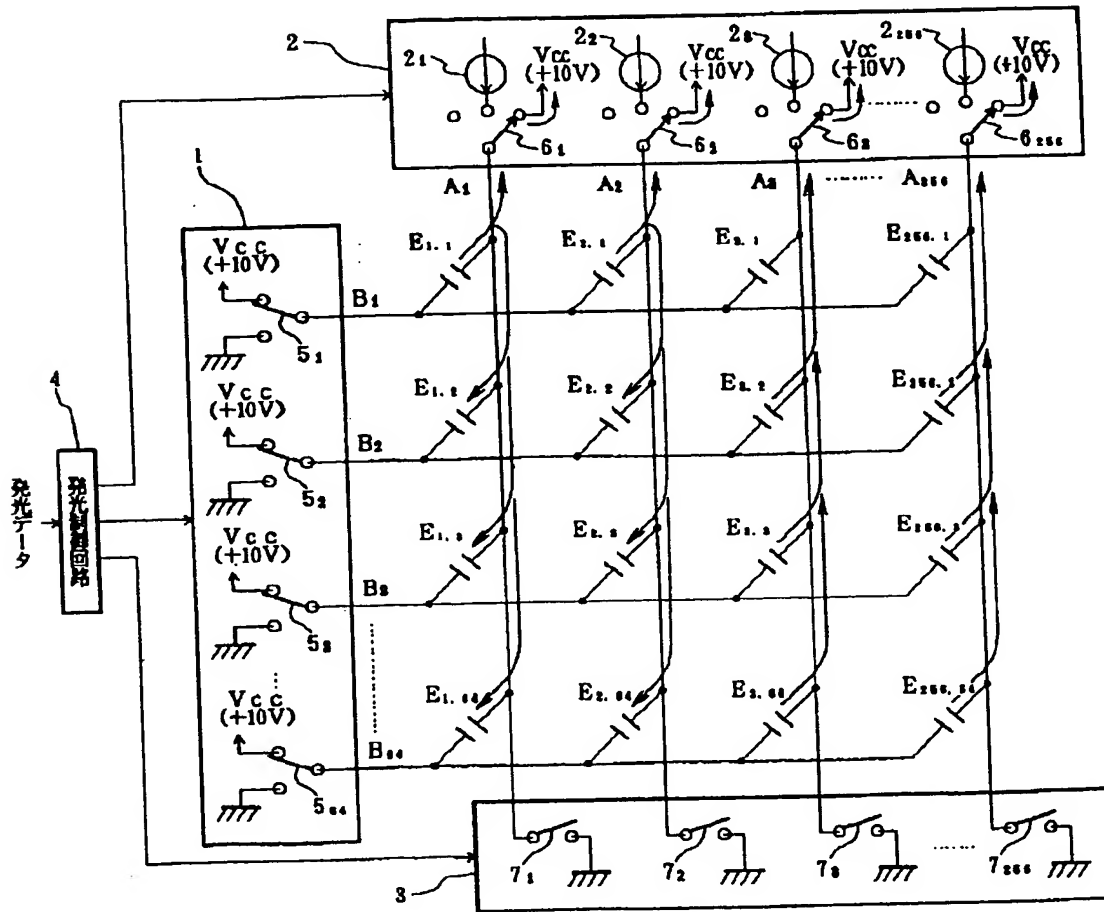 2
2₁
2₂
2₃
2₂₅₆
Vcc
(+10V)
Vcc
(+10V)
Vcc
(+10V)
Vcc
(+10V)
6₁
6₂
6₃
6₂₅₆
1
A₁
A₂
A₃
A₂₅₆
Vcc
(+10V)
5₁
B₁
E₁.₁
E₂.₁
E₃.₁
E₂₅₆.₁
4
発光データ
発光制御回路
Vcc
(+10V)
5₂
B₂
E₁.₂
E₂.₂
E₃.₂
E₂₅₆.₂
Vcc
(+10V)
5₃
B₃
E₁.₃
E₂.₃
E₃.₃
E₂₅₆.₃
Vcc
(+10V)
5₆₄
B₆₄
E₁.₆₄
E₂.₆₄
E₂₅₆.₆₄
7₁
7₂
7₃
7₂₅₆
3